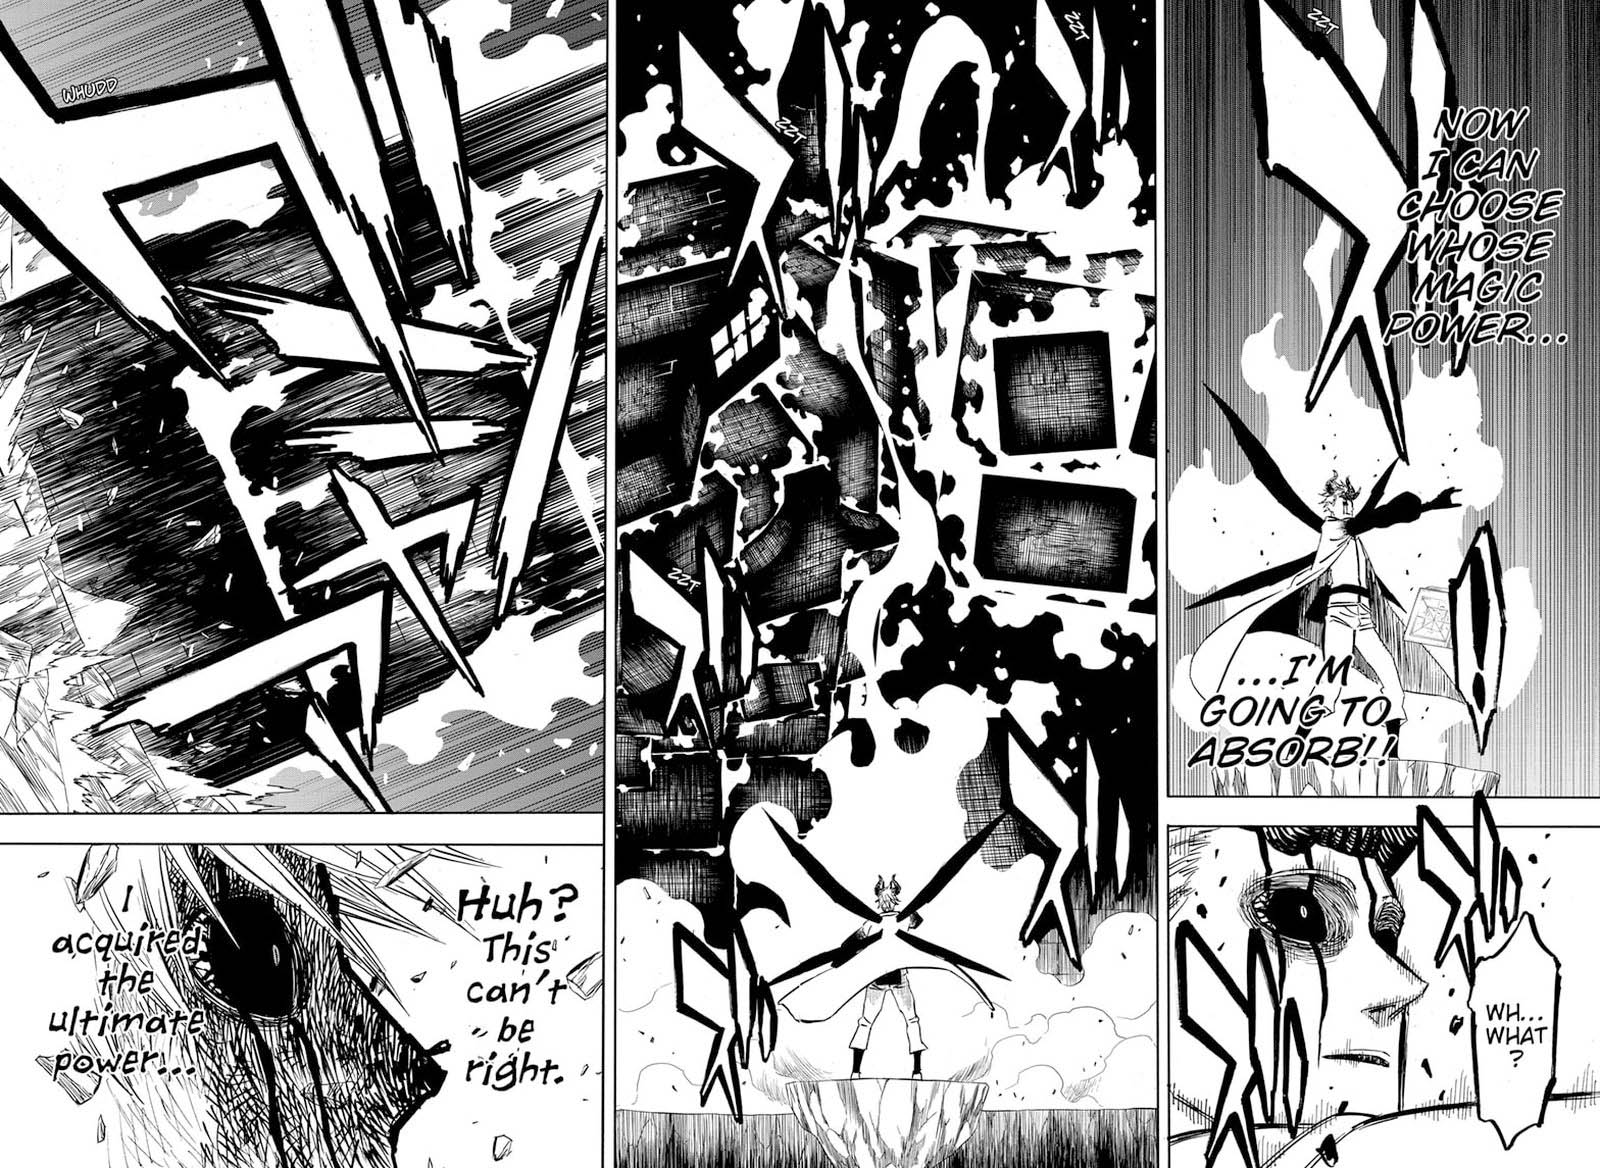 NOW
I CAN
CHOOSE
WHOSE
MAGIC
POWER...
...I'M
GOING TO
ABSORB!!
WH...
WHAT
?
ZZT
ZZT
ZZT
ZZT
WHUDD
Huh?
This
can't
be
right.
I
acquired
the
ultimate
power...